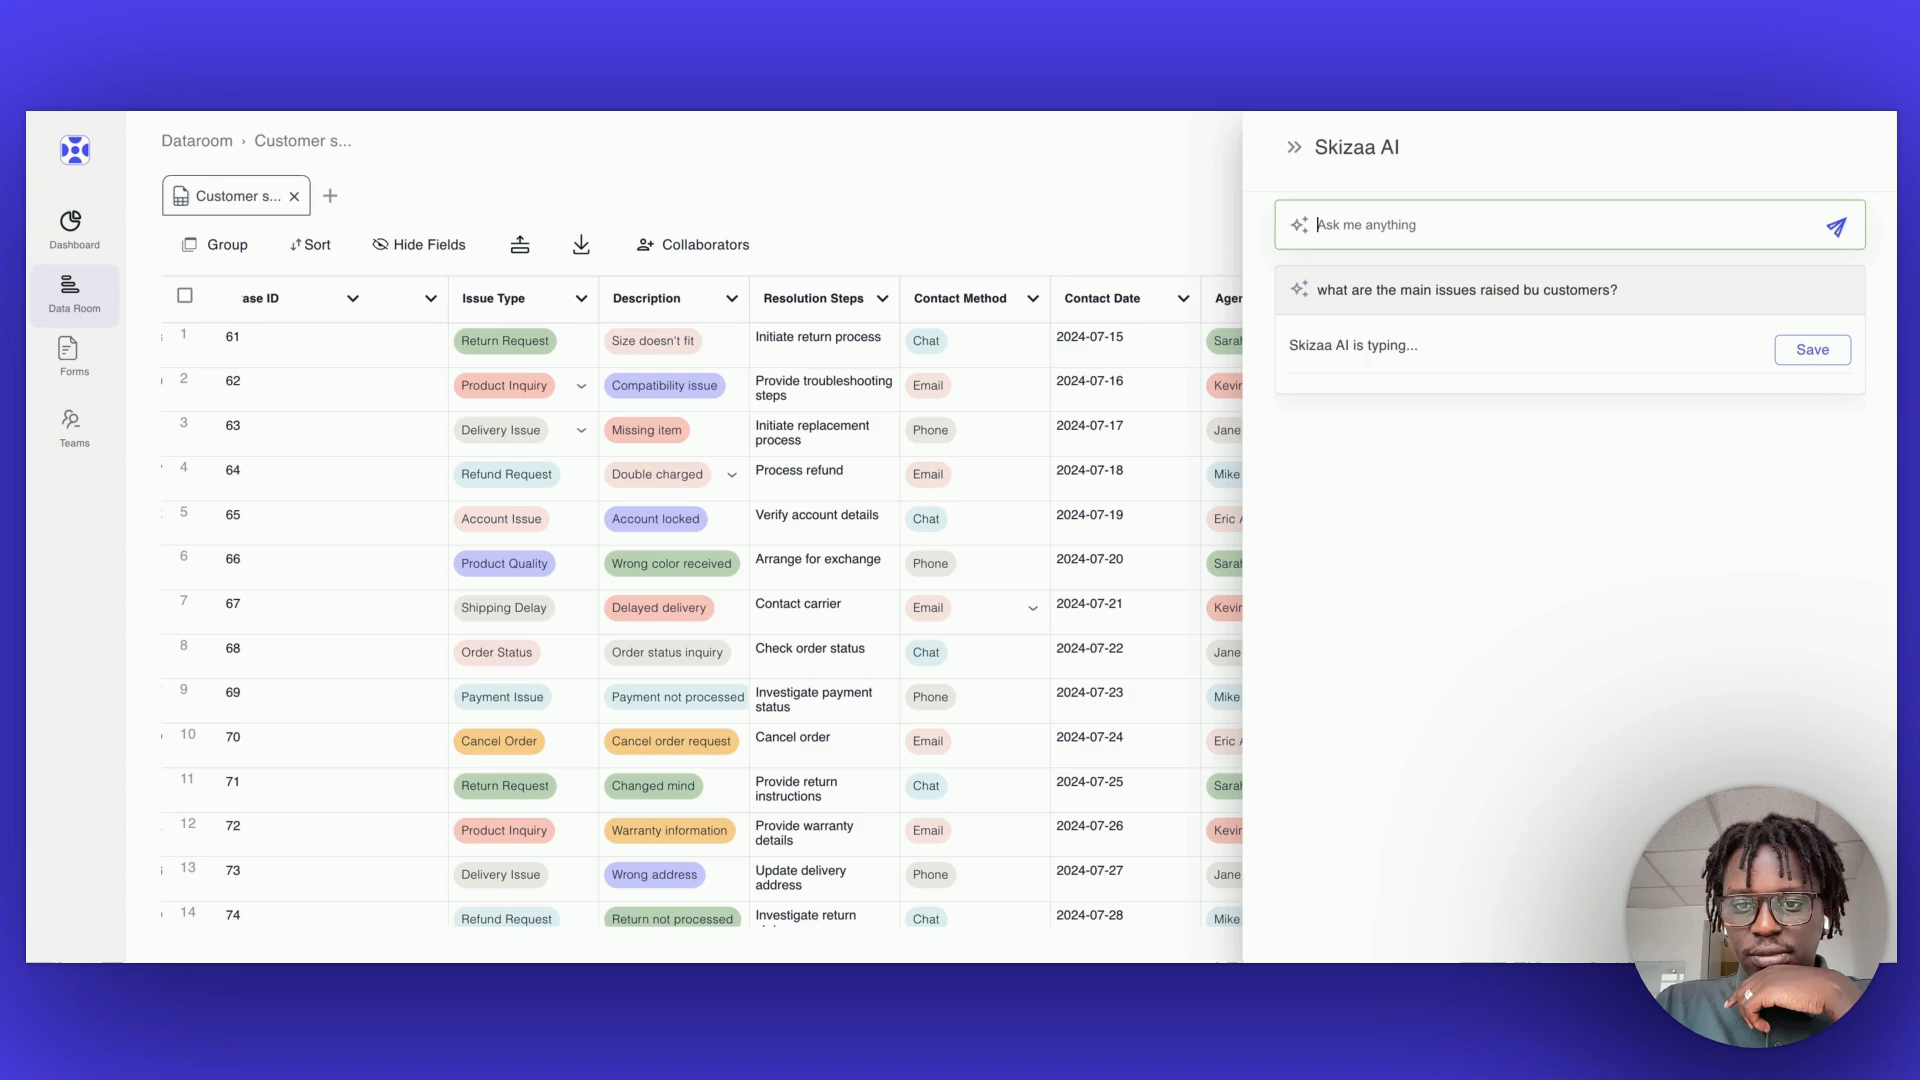 Dataroom › Customer s...
Skizaa AI
Customer s...
Dashboard
Data Room
Forms
Teams
Group
Sort
Hide Fields
Collaborators
Ask me anything
what are the main issues raised bu customers?
Skizaa AI is typing...
Save
ase ID Issue Type Description Resolution Steps Contact Method Contact Date Agen
1 61 Return Request Size doesn't fit Initiate return process Chat 2024-07-15 Sarah
2 62 Product Inquiry Compatibility issue Provide troubleshooting steps Email 2024-07-16 Kevin
3 63 Delivery Issue Missing item Initiate replacement process Phone 2024-07-17 Jane
4 64 Refund Request Double charged Process refund Email 2024-07-18 Mike
5 65 Account Issue Account locked Verify account details Chat 2024-07-19 Eric
6 66 Product Quality Wrong color received Arrange for exchange Phone 2024-07-20 Sarah
7 67 Shipping Delay Delayed delivery Contact carrier Email 2024-07-21 Kevin
8 68 Order Status Order status inquiry Check order status Chat 2024-07-22 Jane
9 69 Payment Issue Payment not processed Investigate payment status Phone 2024-07-23 Mike
10 70 Cancel Order Cancel order request Cancel order Email 2024-07-24 Eric
11 71 Return Request Changed mind Provide return instructions Chat 2024-07-25 Sarah
12 72 Product Inquiry Warranty information Provide warranty details Email 2024-07-26 Kevin
13 73 Delivery Issue Wrong address Update delivery address Phone 2024-07-27 Jane
14 74 Refund Request Return not processed Investigate return Chat 2024-07-28 Mike